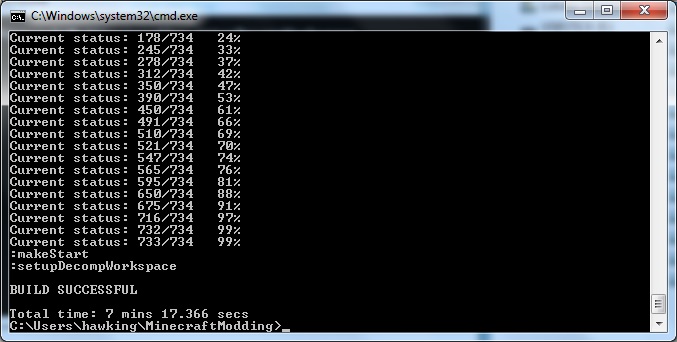 C:\Windows\system32\cmd.exe
Current status: 178/734 24%
Current status: 245/734 33%
Current status: 278/734 37%
Current status: 312/734 42%
Current status: 350/734 47%
Current status: 390/734 53%
Current status: 450/734 61%
Current status: 491/734 66%
Current status: 510/734 69%
Current status: 521/734 70%
Current status: 547/734 74%
Current status: 565/734 76%
Current status: 595/734 81%
Current status: 650/734 88%
Current status: 675/734 91%
Current status: 716/734 97%
Current status: 732/734 99%
Current status: 733/734 99%
:makeStart
:setupDecompWorkspace
BUILD SUCCESSFUL
Total time: 7 mins 17.366 secs
C:\Users\hawking\MinecraftModding>_